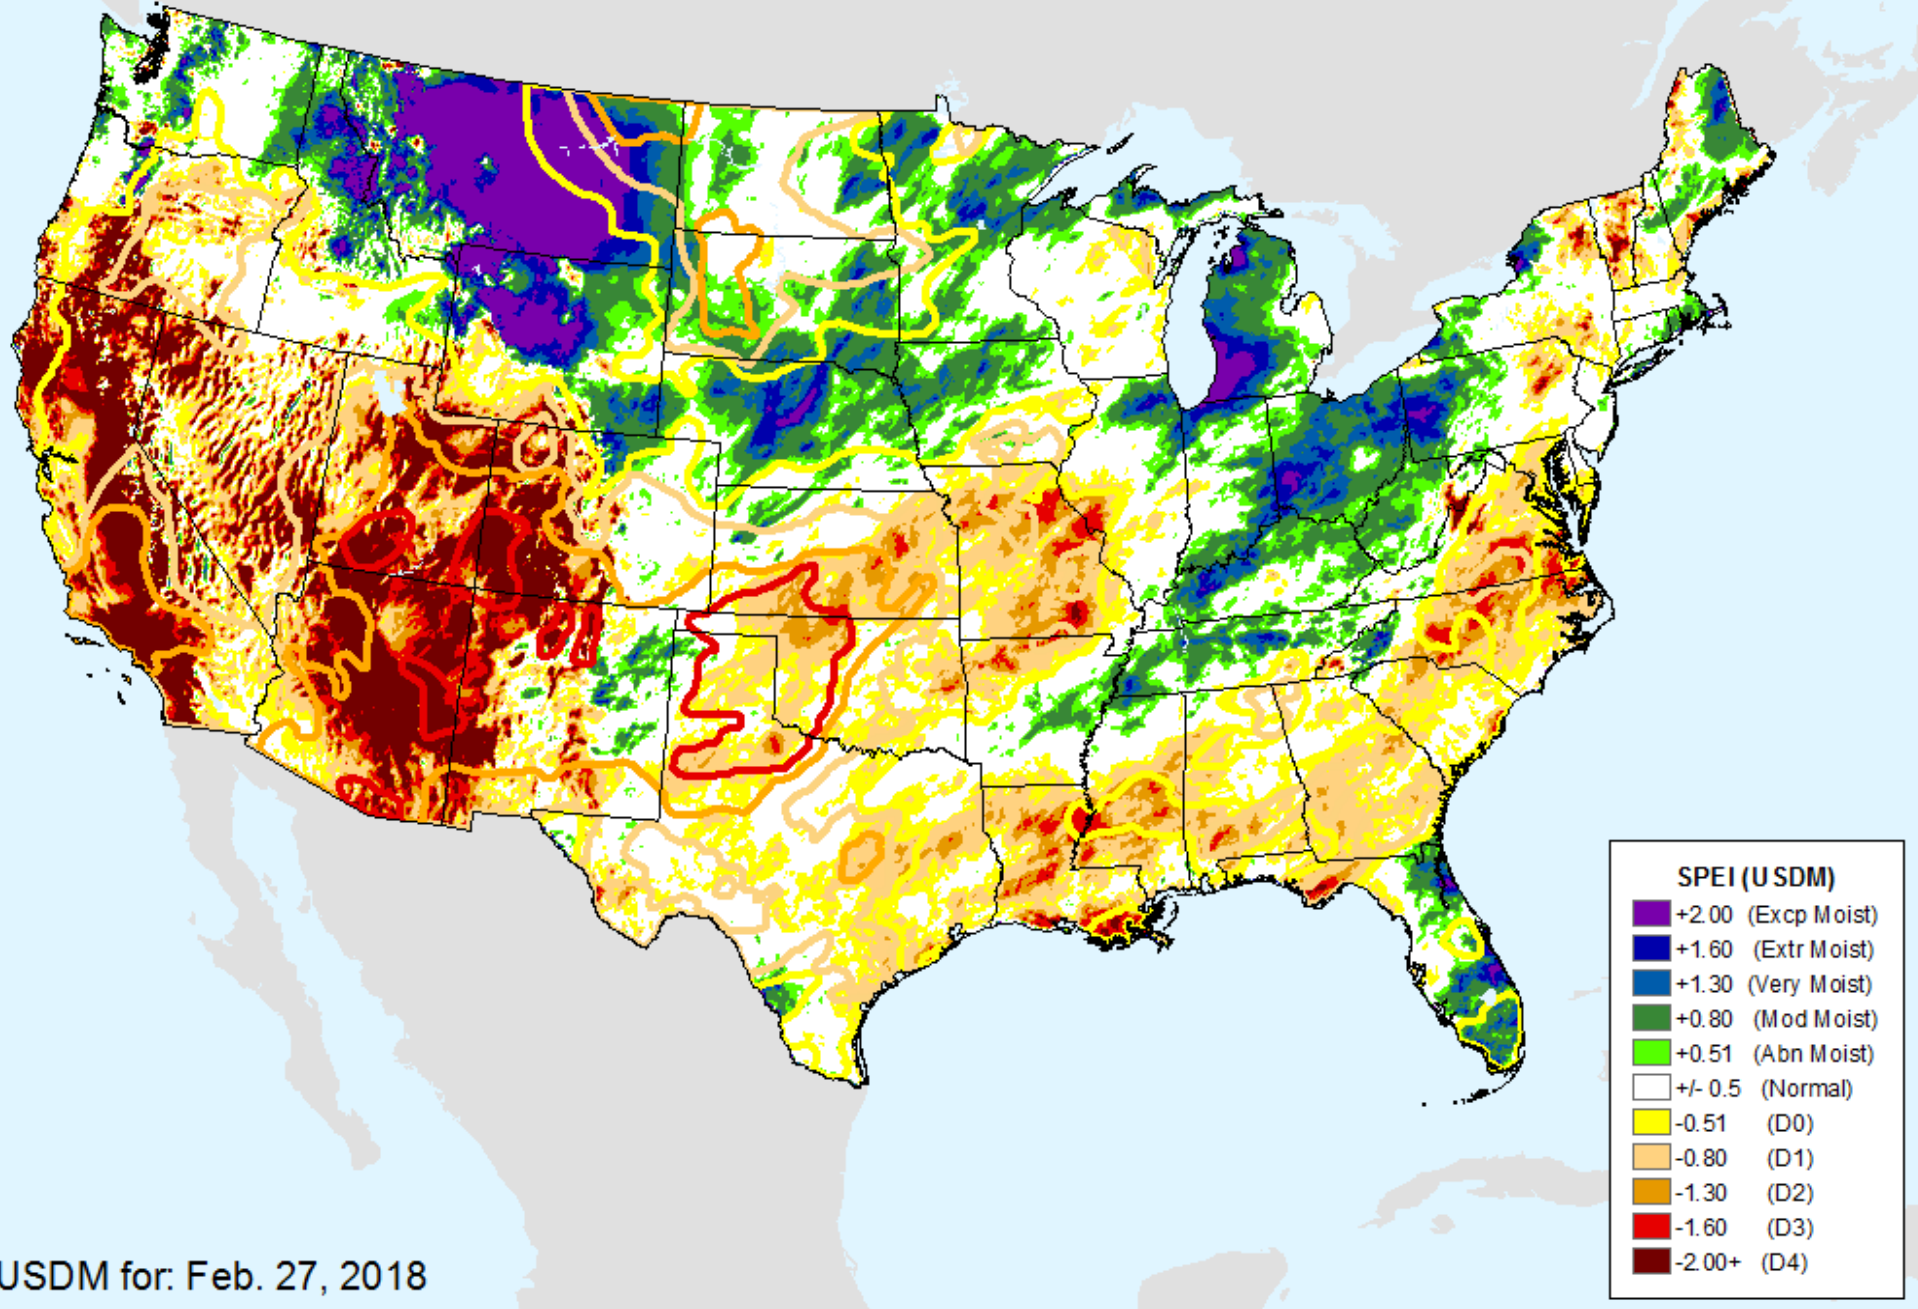 SPEI (USDM)
+2.00 (Excp Moist)
+1.60 (Extr Moist)
+1.30 (Very Moist)
+0.80 (Mod Moist)
+0.51 (Abn Moist)
+/- 0.5 (Normal)
-0.51 (D0)
-0.80 (D1)
-1.30 (D2)
-1.60 (D3)
-2.00+ (D4)
USDM for: Feb. 27, 2018